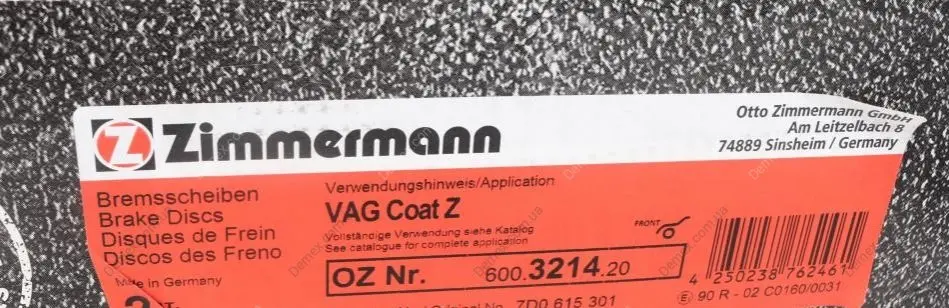 Zimmermann
Otto Zimmermann GmbH
Am Leitzelbach 8
74889 Sinsheim / Germany
Bremsscheiben
Brake Discs
Disques de Frein
Discos des Freno
Made in Germany
Verwendungshinweis/Application
VAG Coat Z
Vollständige Verwendung siehe Katalog
See catalogue for complete application
FRONT
OZ Nr. 600.3214.20
4 250238 762461
E 90 R - 02 C0160/0031
7D0 615 301